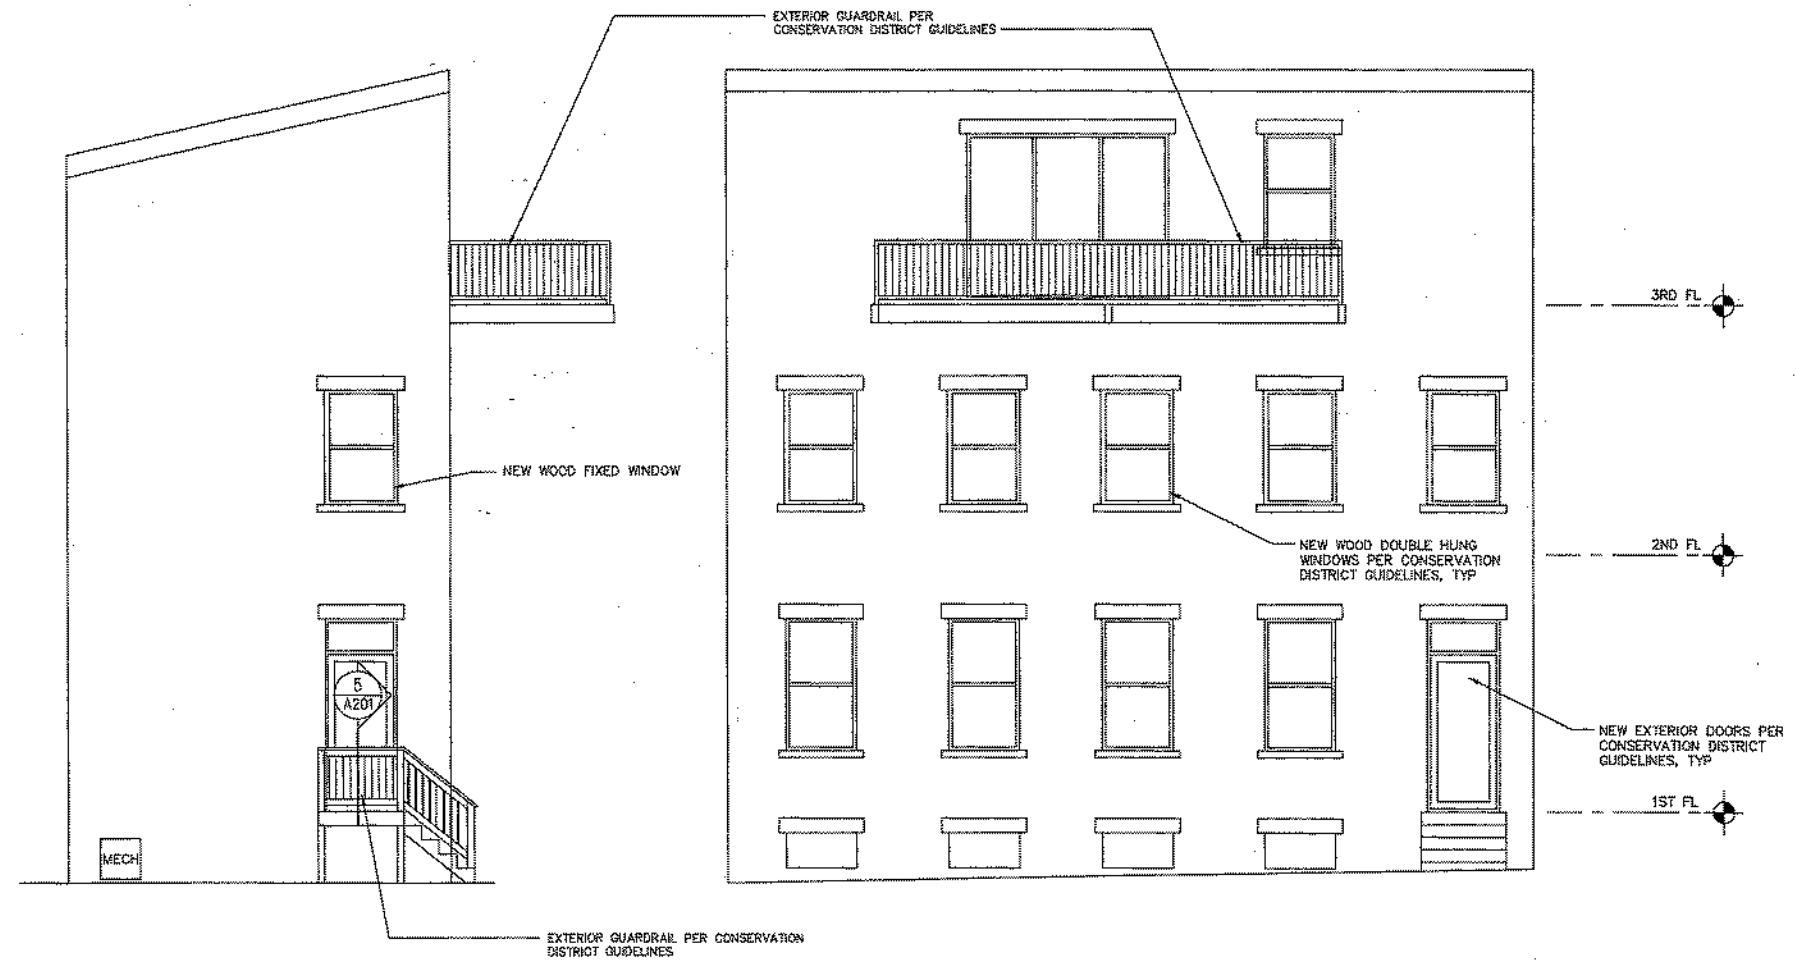 EXTERIOR GUARDRAIL PER
CONSERVATION DISTRICT GUIDELINES
3RD FL
NEW WOOD FIXED WINDOW
2ND FL
NEW WOOD DOUBLE HUNG
WINDOWS PER CONSERVATION
DISTRICT GUIDELINES, TYP
5
A201
NEW EXTERIOR DOORS PER
CONSERVATION DISTRICT
GUIDELINES, TYP
1ST FL
MECH
EXTERIOR GUARDRAIL PER CONSERVATION
DISTRICT GUIDELINES